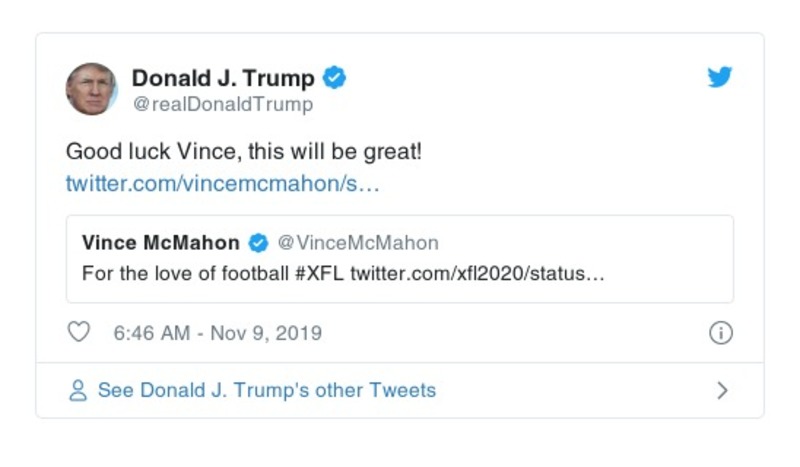 Donald J. Trump
@realDonaldTrump
Good luck Vince, this will be great!
twitter.com/vincemcmahon/s…
Vince McMahon @VinceMcMahon
For the love of football #XFL twitter.com/xfl2020/status…
6:46 AM - Nov 9, 2019
See Donald J. Trump's other Tweets